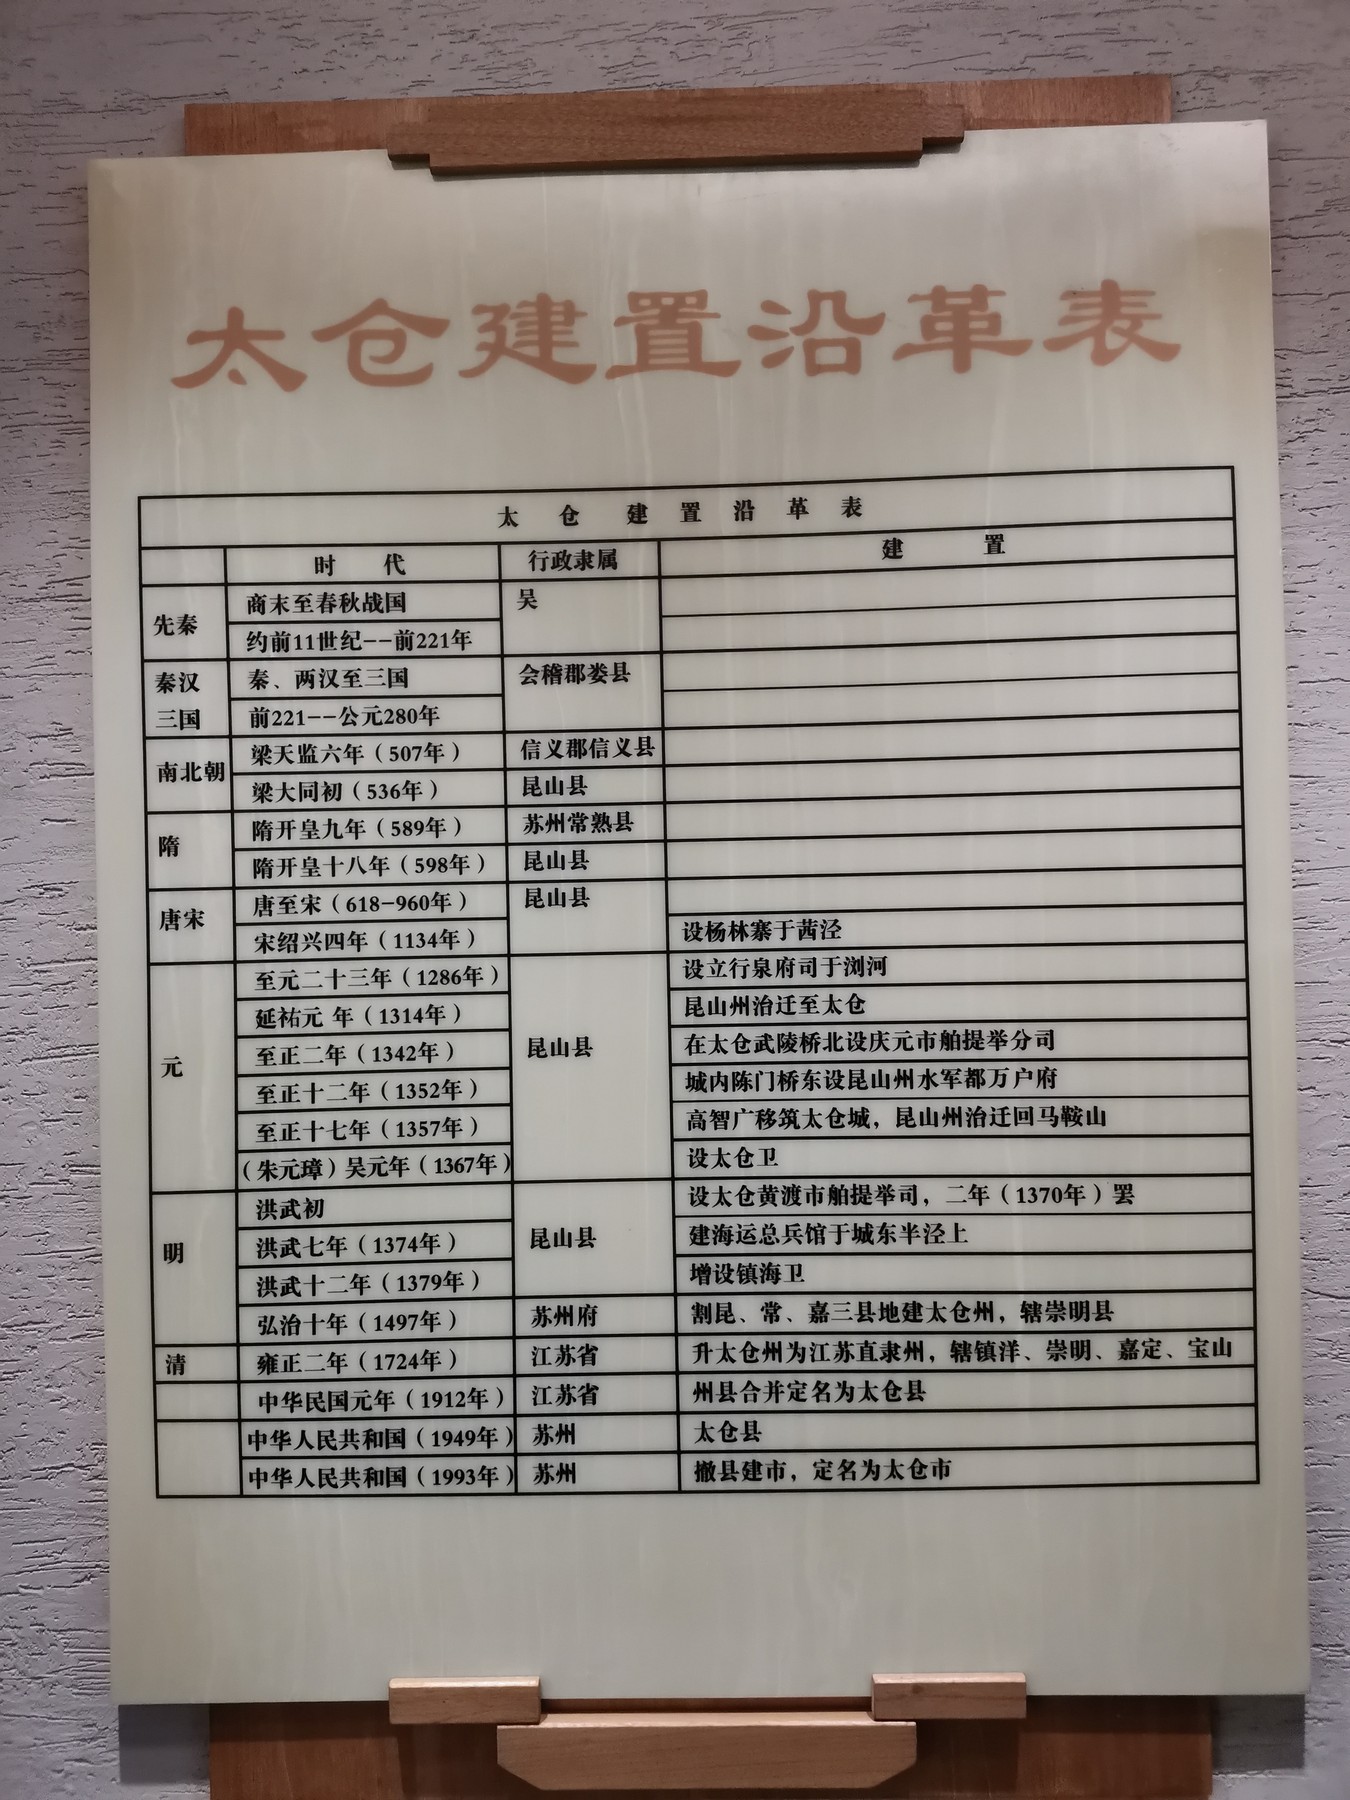 太仓建置沿革表
太仓建置沿革表
时代 行政隶属 建置
先秦 商末至春秋战国 吴
约前11世纪--前221年
秦汉 秦、两汉至三国 会稽郡娄县
三国 前221--公元280年
南北朝 梁天监六年（507年） 信义郡信义县
梁大同初（536年） 昆山县
隋 隋开皇九年（589年） 苏州常熟县
隋开皇十八年（598年） 昆山县
唐宋 唐至宋（618-960年） 昆山县
宋绍兴四年（1134年） 设杨林寨于茜泾
元 至元二十三年（1286年） 昆山县 设立行泉府司于浏河
延祐元 年（1314年） 昆山州治迁至太仓
至正二年（1342年） 在太仓武陵桥北设庆元市舶提举分司
至正十二年（1352年） 城内陈门桥东设昆山州水军都万户府
至正十七年（1357年） 高智广移筑太仓城，昆山州治迁回马鞍山
（朱元璋）吴元年（1367年） 设太仓卫
明 洪武初 昆山县 设太仓黄渡市舶提举司，二年（1370年）罢
洪武七年（1374年） 建海运总兵馆于城东半泾上
洪武十二年（1379年） 增设镇海卫
弘治十年（1497年） 苏州府 割昆、常、嘉三县地建太仓州，辖崇明县
清 雍正二年（1724年） 江苏省 升太仓州为江苏直隶州，辖镇洋、崇明、嘉定、宝山
中华民国元年（1912年） 江苏省 州县合并定名为太仓县
中华人民共和国（1949年） 苏州 太仓县
中华人民共和国（1993年） 苏州 撤县建市，定名为太仓市